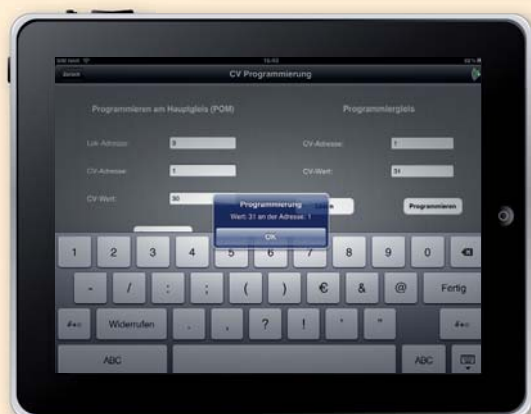 Zurück
CV Programmierung
Programmieren am Hauptgleis (POM)
Programmiergleis
Lok-Adresse:
3
CV-Adresse:
1
CV-Adresse
1
CV-Wert:
31
CV-Wert:
30
Programmierung
Wert: 31 an der Adresse: 1
OK
Programmieren
1 2 3 4 5 6 7 8 9 0
- / : ; ( ) € & @ Fertig
#+= Widerrufen . , ? ! ' " #+=
ABC ABC